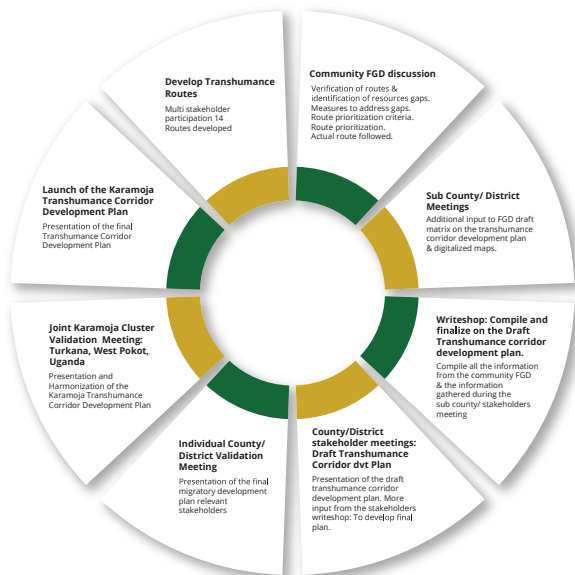 Develop Transhumance
Routes
Multi stakeholder
participation 14
Routes developed
Community FGD discussion
Verification of routes &
identification of resources gaps.
Measures to address gaps.
Route prioritization criteria.
Route prioritization.
Actual route followed.
Sub County/ District
Meetings
Additional input to FGD draft
matrix on the transhumance
corridor development plan
& digitalized maps.
Writeshop: Compile and
finalize on the Draft
Transhumance corridor
development plan.
Compile all the information
from the community FGD
& the information
gathered during the
sub county/ stakeholders
meeting
County/District
stakeholder meetings:
Draft Transhumance
Corridor dvt Plan
Presentation of the draft
transhumance corridor
development plan. More
input from the stakeholders
writeshop: To develop final
plan.
Individual County/
District Validation
Meeting
Presentation of the final
migratory development
plan relevant
stakeholders
Joint Karamoja Cluster
Validation Meeting:
Turkana, West Pokot,
Uganda
Presentation and
Harmonization of the
Karamoja Transhumance
Corridor Development Plan
Launch of the Karamoja
Transhumance Corridor
Development Plan
Presentation of the final
Transhumance Corridor
Development Plan